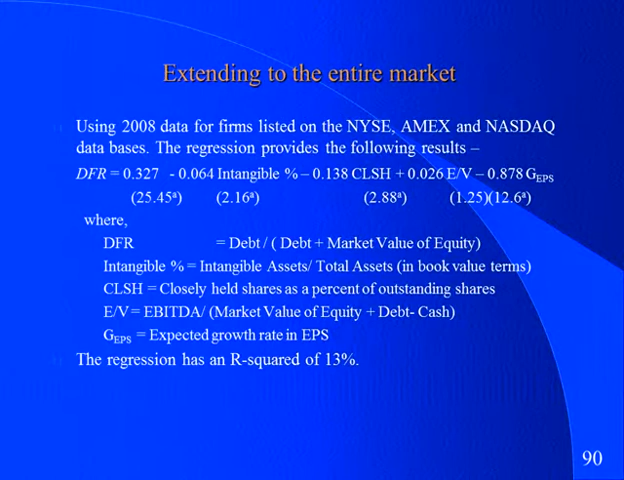 Extending to the entire market
Using 2008 data for firms listed on the NYSE, AMEX and NASDAQ
data bases. The regression provides the following results –
DFR = 0.327 - 0.064 Intangible % – 0.138 CLSH + 0.026 E/V – 0.878 GEPS
(25.45ª) (2.16ª) (2.88ª) (1.25)(12.6ª)
where,
DFR = Debt / ( Debt + Market Value of Equity)
Intangible % = Intangible Assets/ Total Assets (in book value terms)
CLSH = Closely held shares as a percent of outstanding shares
E/V = EBITDA/ (Market Value of Equity + Debt- Cash)
GEPS = Expected growth rate in EPS
The regression has an R-squared of 13%.
90